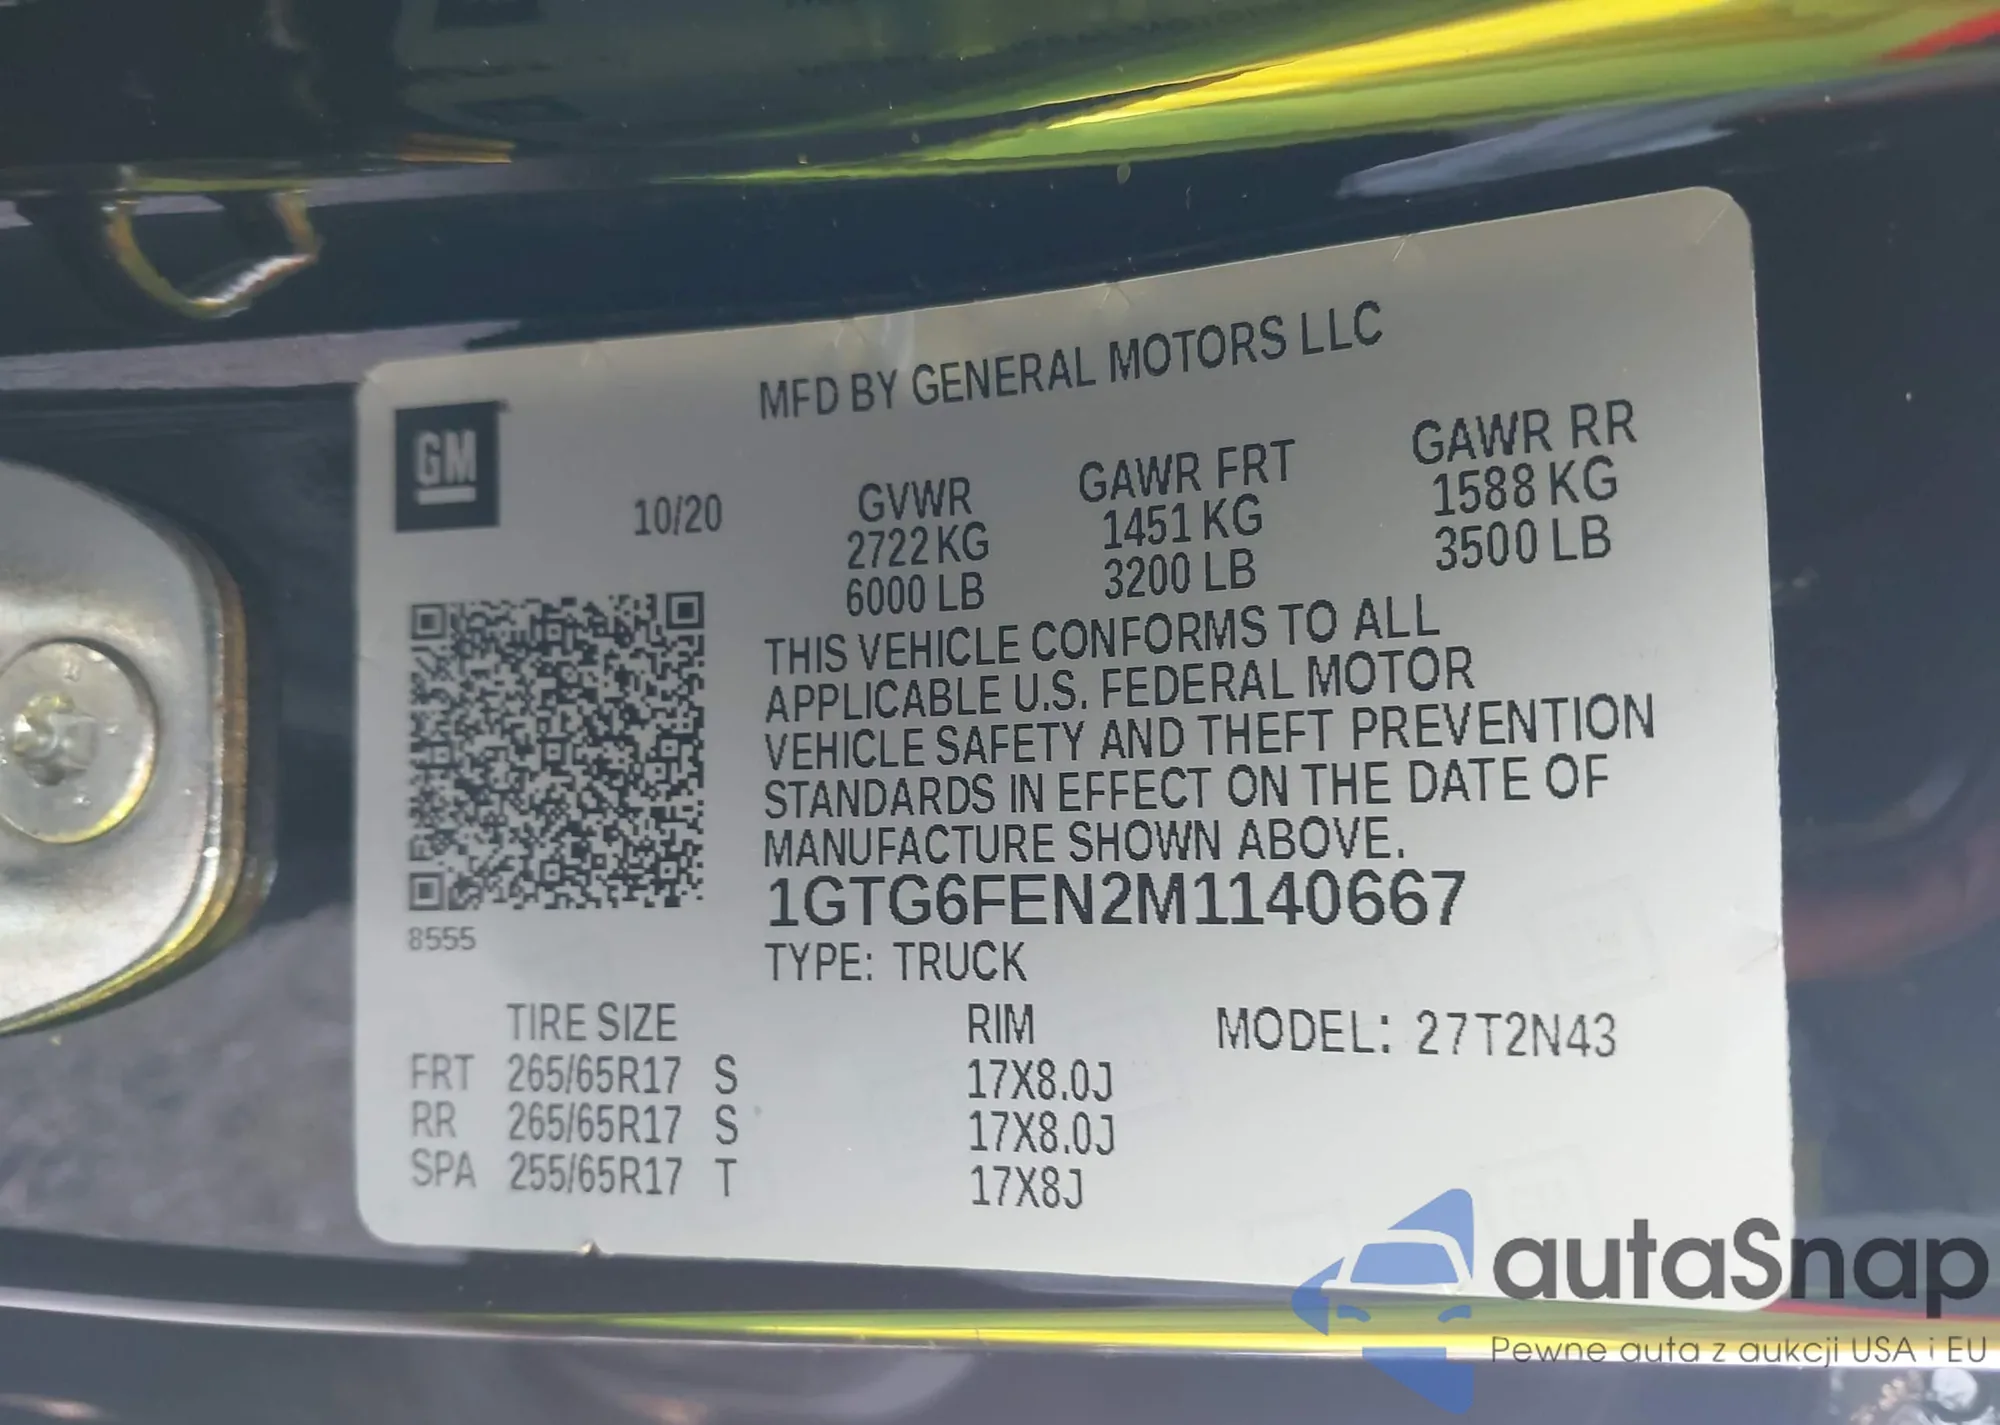 MFD BY GENERAL MOTORS LLC
GM
10/20
GVWR GAWR FRT GAWR RR
2722 KG 1451 KG 1588 KG
6000 LB 3200 LB 3500 LB
THIS VEHICLE CONFORMS TO ALL
APPLICABLE U.S. FEDERAL MOTOR
VEHICLE SAFETY AND THEFT PREVENTION
STANDARDS IN EFFECT ON THE DATE OF
MANUFACTURE SHOWN ABOVE.
1GTG6FEN2M1140667
8555
TYPE: TRUCK
TIRE SIZE RIM MODEL: 27T2N43
FRT 265/65R17 S 17X8.0J
RR 265/65R17 S 17X8.0J
SPA 255/65R17 T 17X8J
autaSnap
Pewne auta z aukcji USA i EU